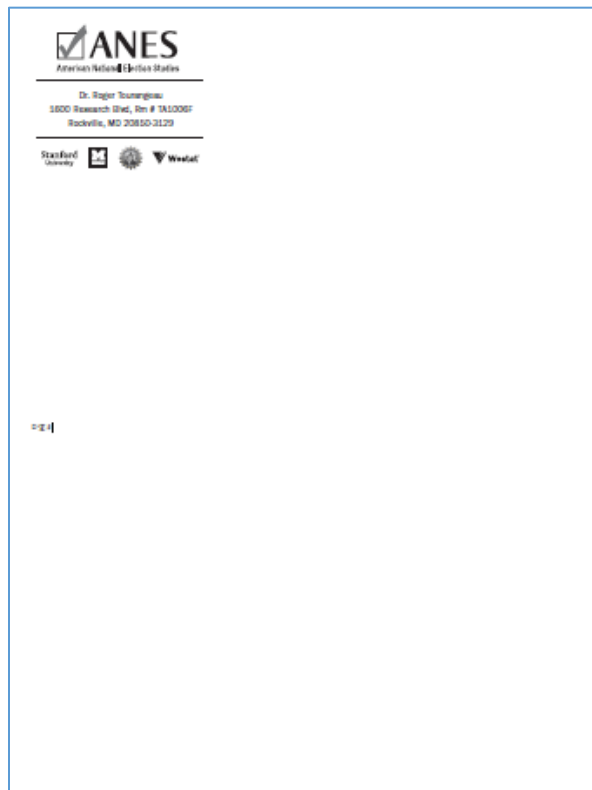 ANES
American National Election Studies
Dr. Roger Tourangeau
1600 Research Blvd, Rm # TA1006F
Rockville, MD 20850-3129
Stanford
University
Westat